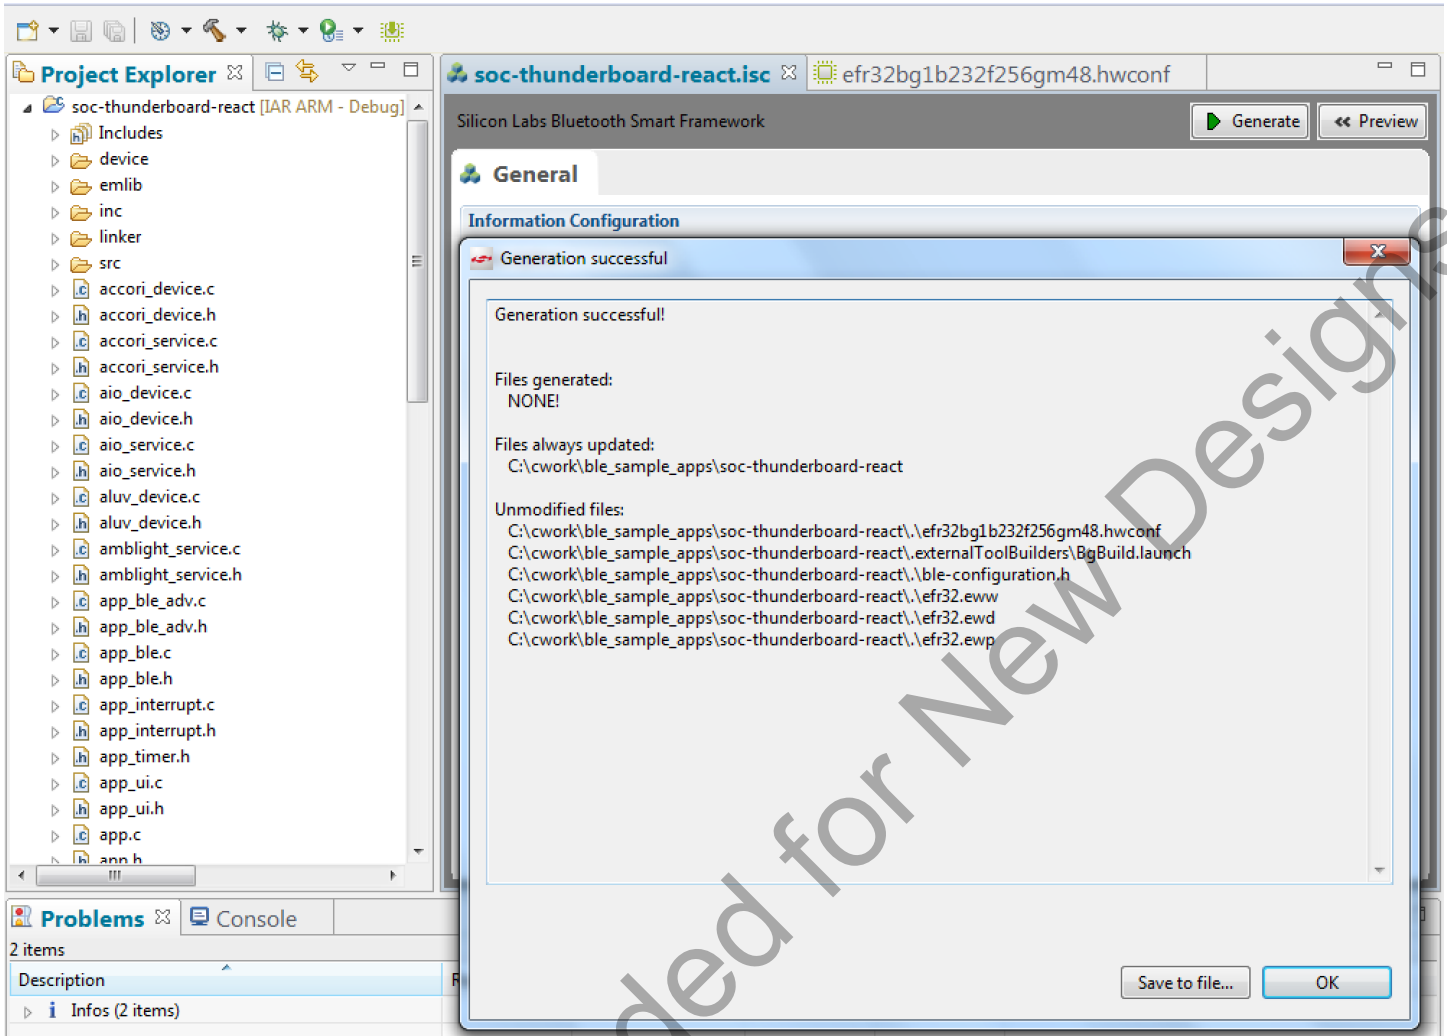 Project Explorer
soc-thunderboard-react [IAR ARM - Debug]
Includes
device
emlib
inc
linker
src
accori_device.c
accori_device.h
accori_service.c
accori_service.h
aio_device.c
aio_device.h
aio_service.c
aio_service.h
aluv_device.c
aluv_device.h
amblight_service.c
amblight_service.h
app_ble_adv.c
app_ble_adv.h
app_ble.c
app_ble.h
app_interrupt.c
app_interrupt.h
app_timer.h
app_ui.c
app_ui.h
app.c
app.h
soc-thunderboard-react.isc
efr32bg1b232f256gm48.hwconf
Silicon Labs Bluetooth Smart Framework
Generate
Preview
General
Information Configuration
Generation successful
Generation successful!
Files generated:
NONE!
Files always updated:
C:\cwork\ble_sample_apps\soc-thunderboard-react
Unmodified files:
C:\cwork\ble_sample_apps\soc-thunderboard-react\.\efr32bg1b232f256gm48.hwconf
C:\cwork\ble_sample_apps\soc-thunderboard-react\.externalToolBuilders\BgBuild.launch
C:\cwork\ble_sample_apps\soc-thunderboard-react\.\ble-configuration.h
C:\cwork\ble_sample_apps\soc-thunderboard-react\.\efr32.eww
C:\cwork\ble_sample_apps\soc-thunderboard-react\.\efr32.ewd
C:\cwork\ble_sample_apps\soc-thunderboard-react\.\efr32.ewp
Save to file...
OK
Problems
Console
2 items
Description
R
Infos (2 items)
ded for New Designs